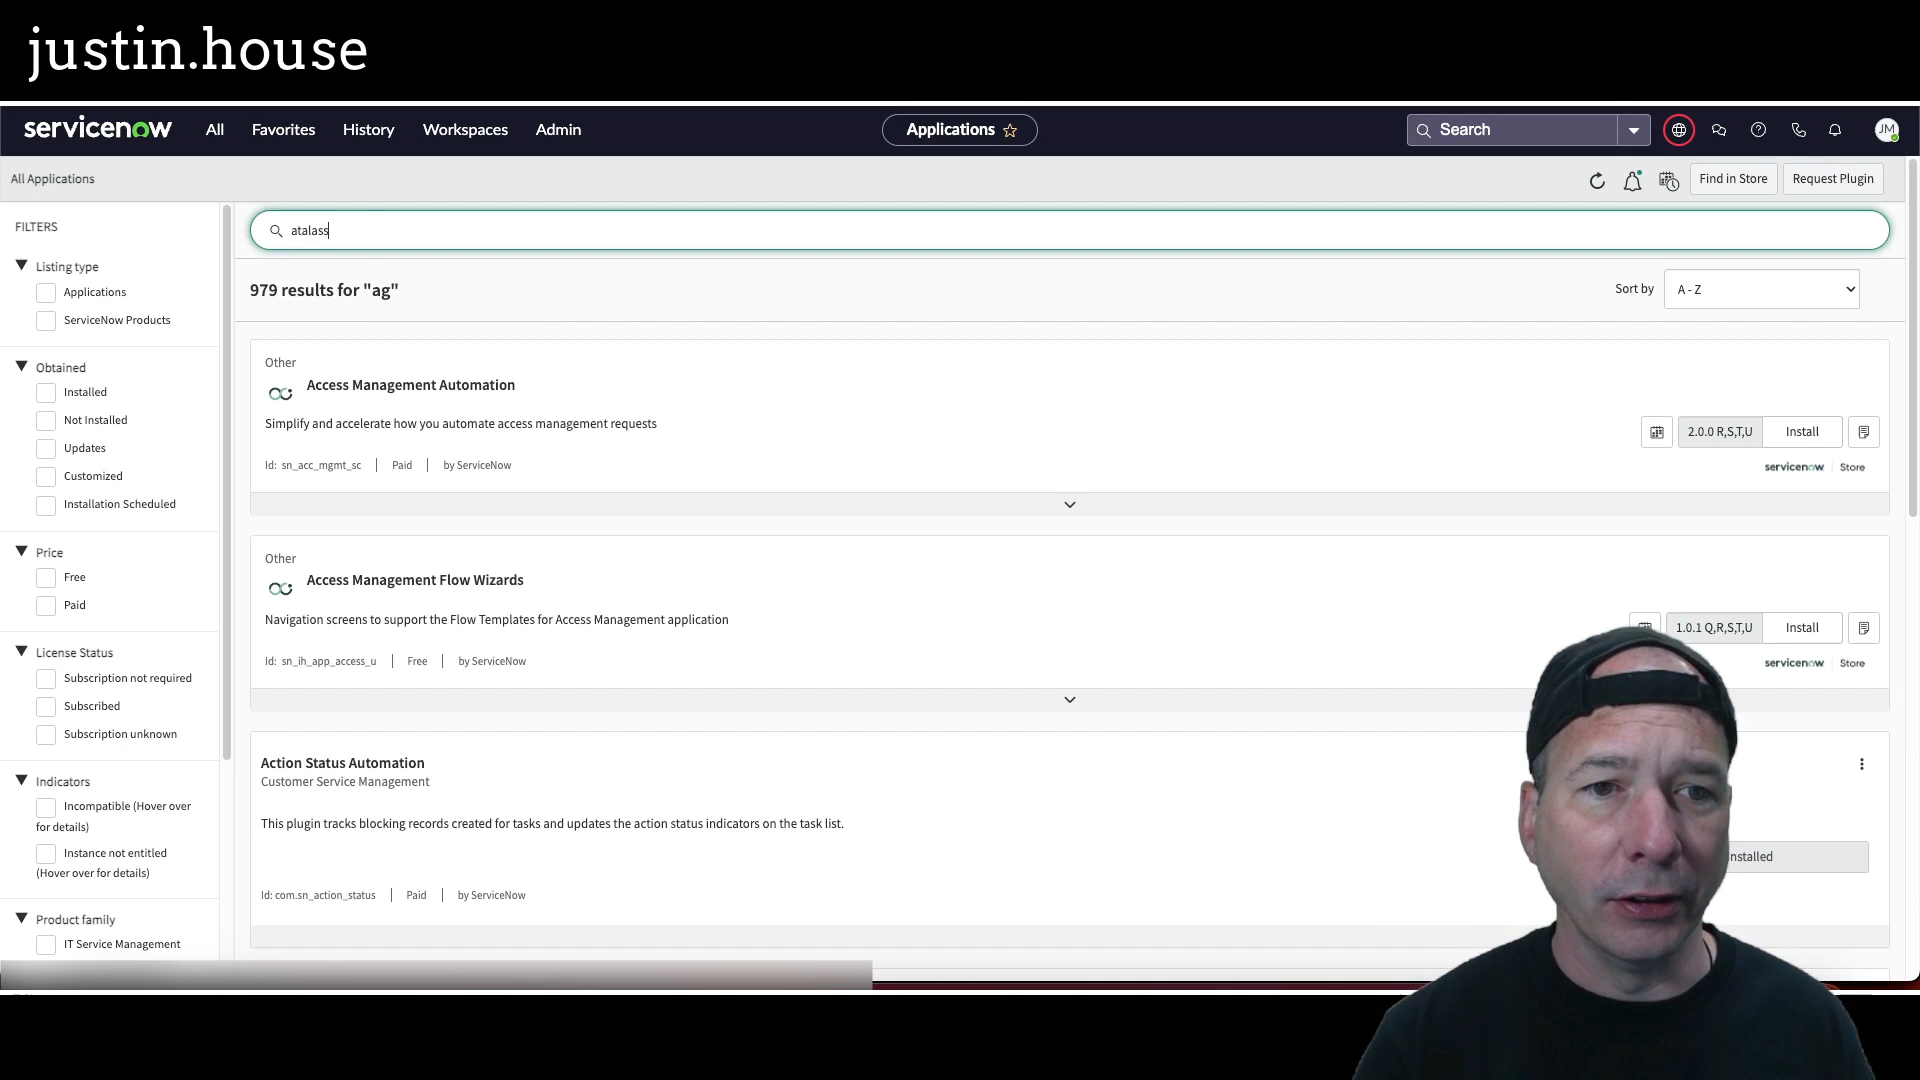 justin.house
servicenow
All
Favorites
History
Workspaces
Admin
Applications
Search
JM
All Applications
Find in Store
Request Plugin
FILTERS
Listing type
Applications
ServiceNow Products
Obtained
Installed
Not Installed
Updates
Customized
Installation Scheduled
Price
Free
Paid
License Status
Subscription not required
Subscribed
Subscription unknown
Indicators
Incompatible (Hover over
for details)
Instance not entitled
(Hover over for details)
Product family
IT Service Management
atalass
979 results for "ag"
Sort by
A - Z
Other
Access Management Automation
Simplify and accelerate how you automate access management requests
2.0.0 R,S,T,U
Install
Id: sn_acc_mgmt_sc
Paid
by ServiceNow
servicenow
Store
Other
Access Management Flow Wizards
Navigation screens to support the Flow Templates for Access Management application
1.0.1 Q,R,S,T,U
Install
Id: sn_ih_app_access_u
Free
by ServiceNow
servicenow
Store
Action Status Automation
Customer Service Management
This plugin tracks blocking records created for tasks and updates the action status indicators on the task list.
nstalled
Id: com.sn_action_status
Paid
by ServiceNow